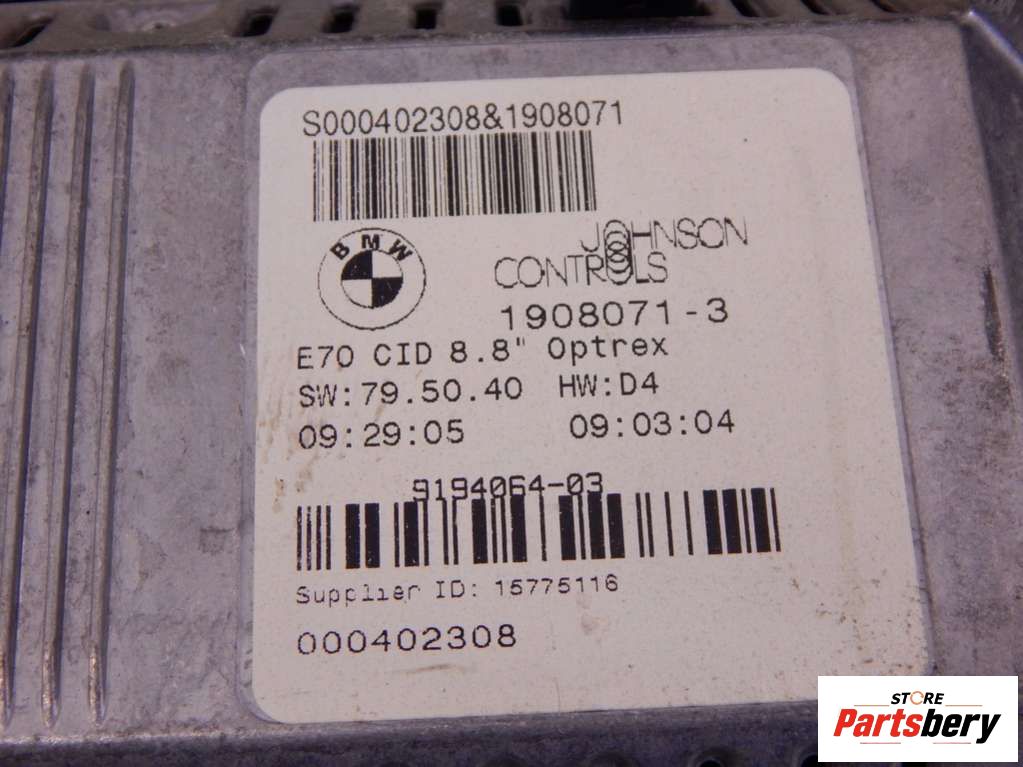 S000402308&1908071
BMW
JOHNSON
CONTROLS
1908071-3
E70 CID 8.8" Optrex
SW:79.50.40 HW:D4
09:29:05 09:03:04
9194064-03
Supplier ID: 15775116
000402308
STORE
Partsbery